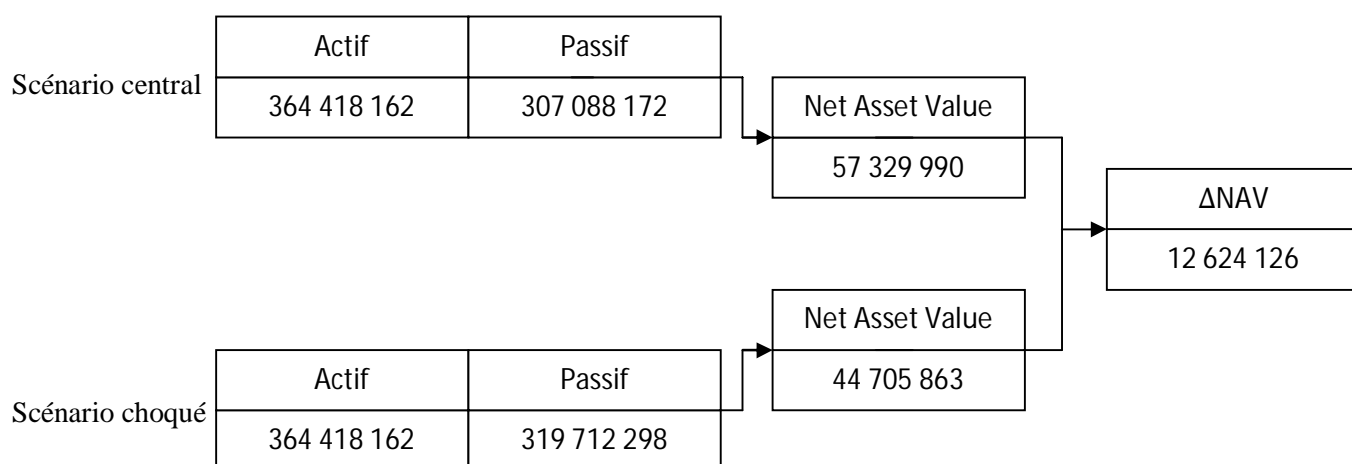 Scénario central
Actif Passif
364 418 162 307 088 172
Net Asset Value
57 329 990
ΔNAV
12 624 126
Net Asset Value
44 705 863
Scénario choqué
Actif Passif
364 418 162 319 712 298